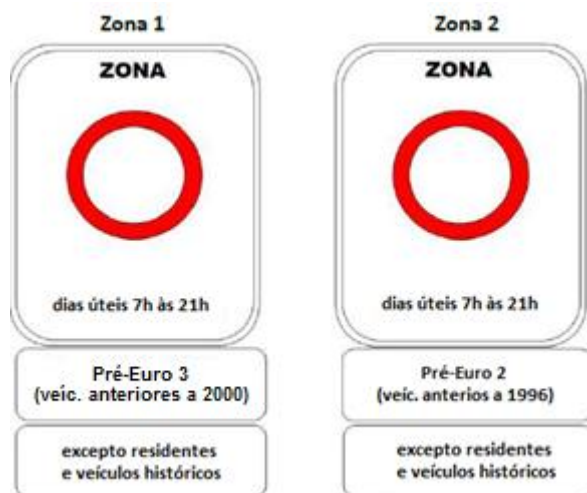 Zona 1
ZONA
dias úteis 7h às 21h
Pré-Euro 3
(veíc. anteriores a 2000)
excepto residentes
e veículos históricos
Zona 2
ZONA
dias úteis 7h às 21h
Pré-Euro 2
(veíc. anterios a 1996)
excepto residentes
e veículos históricos